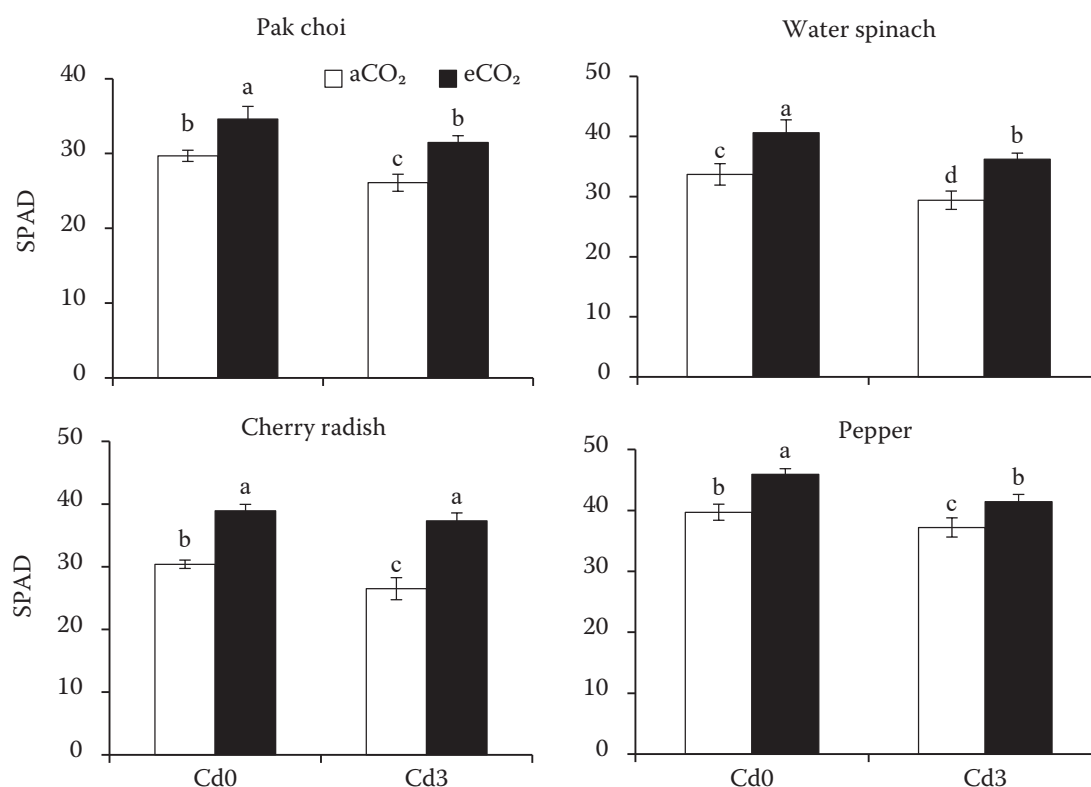 Pak choi
aCO₂ eCO₂
SPAD
40
30
20
10
0
b
a
c
b
Water spinach
50
40
30
20
10
0
c
a
d
b
Cherry radish
SPAD
50
40
30
20
10
0
b
a
c
a
Cd0 Cd3
Pepper
50
40
30
20
10
0
b
a
c
b
Cd0 Cd3